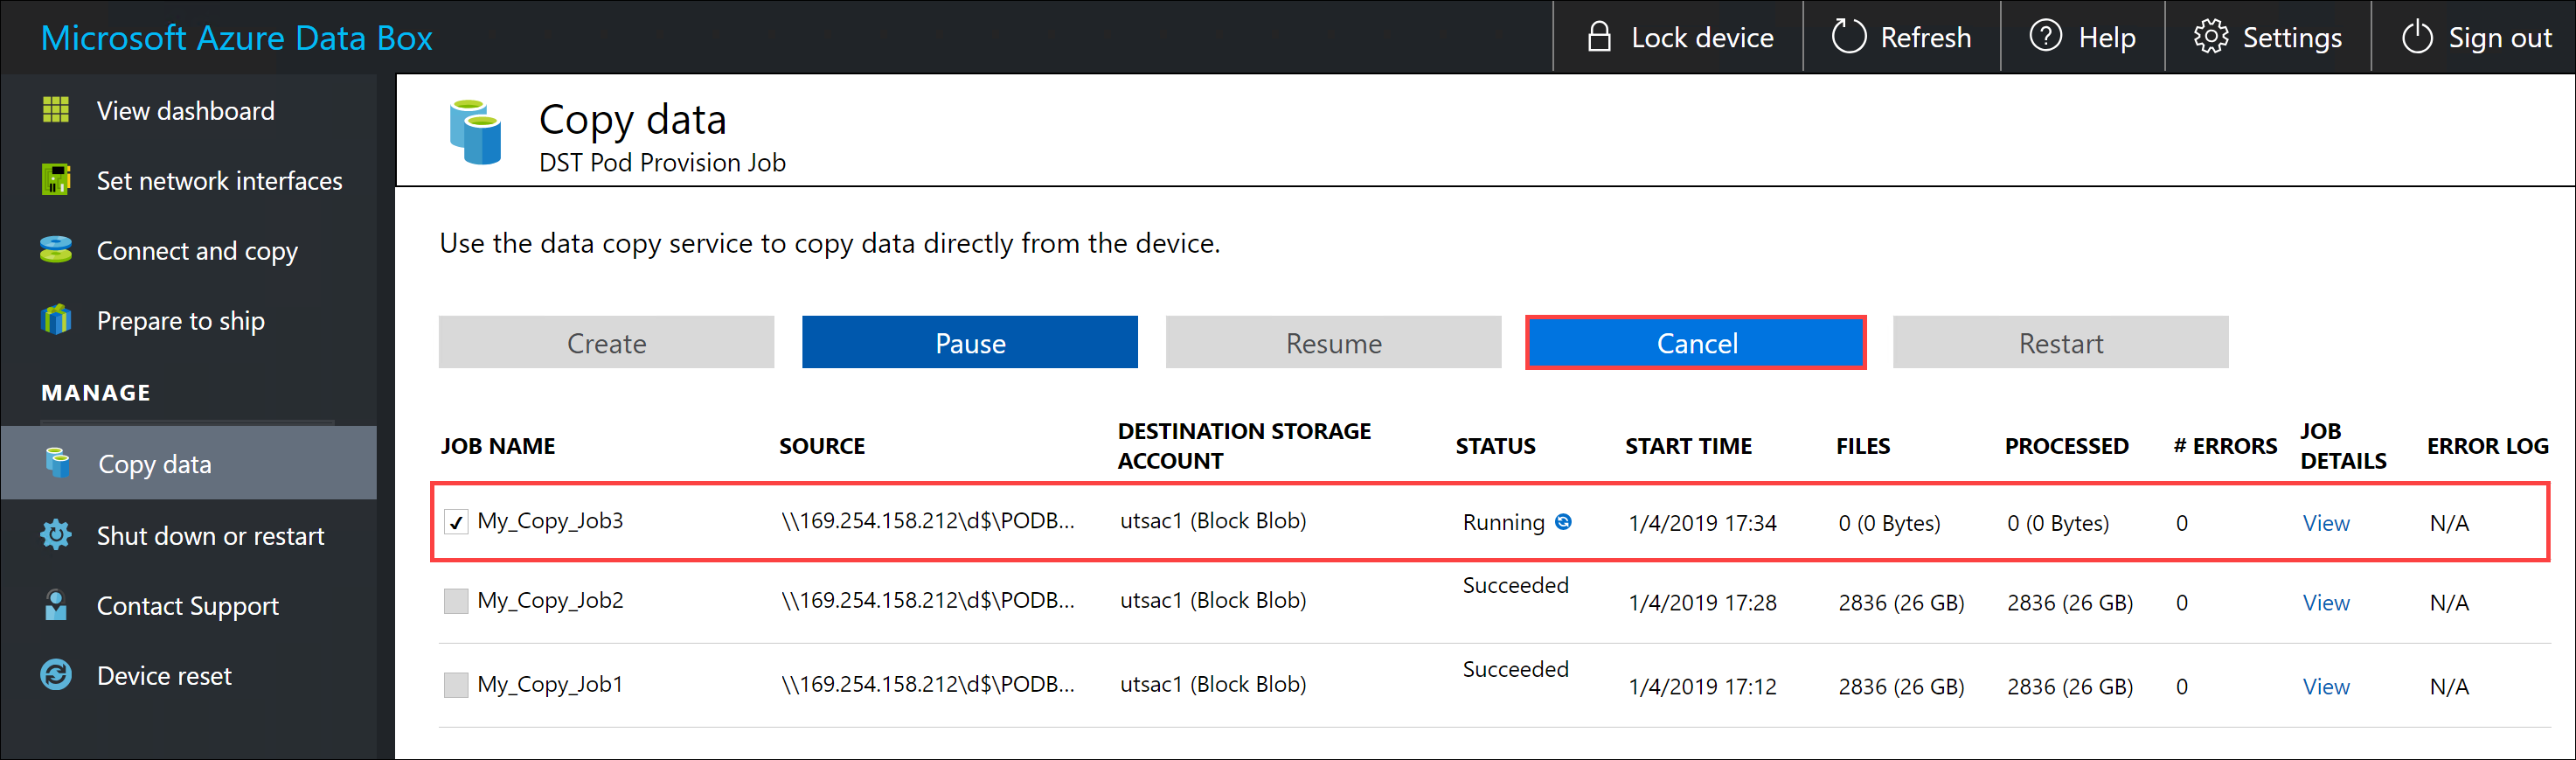 Microsoft Azure Data Box
Lock device
Refresh
Help
Settings
Sign out
View dashboard
Set network interfaces
Connect and copy
Prepare to ship
MANAGE
Copy data
Shut down or restart
Contact Support
Device reset
Copy data
DST Pod Provision Job
Use the data copy service to copy data directly from the device.
Create Pause Resume Cancel Restart
JOB NAME SOURCE DESTINATION STORAGE ACCOUNT STATUS START TIME FILES PROCESSED # ERRORS JOB DETAILS ERROR LOG
My_Copy_Job3 \\169.254.158.212\d$\PODB... utsac1 (Block Blob) Running 1/4/2019 17:34 0 (0 Bytes) 0 (0 Bytes) 0 View N/A
My_Copy_Job2 \\169.254.158.212\d$\PODB... utsac1 (Block Blob) Succeeded 1/4/2019 17:28 2836 (26 GB) 2836 (26 GB) 0 View N/A
My_Copy_Job1 \\169.254.158.212\d$\PODB... utsac1 (Block Blob) Succeeded 1/4/2019 17:12 2836 (26 GB) 2836 (26 GB) 0 View N/A